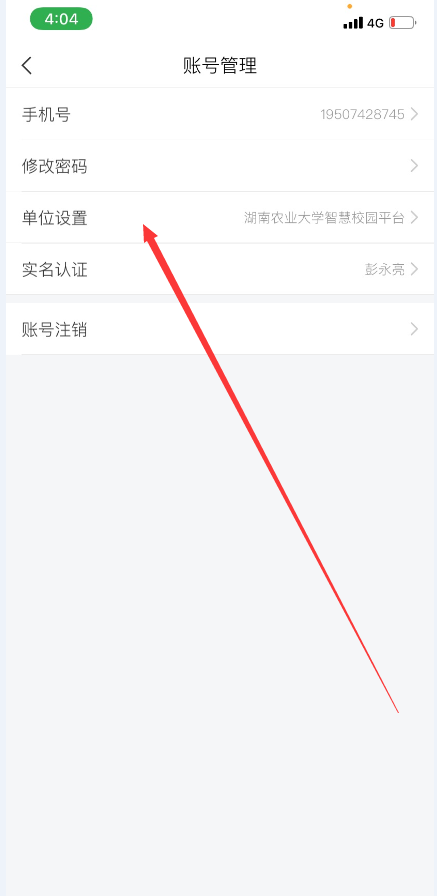 4:04 4G
账号管理
手机号 19507428745
修改密码
单位设置 湖南农业大学智慧校园平台
实名认证 彭永亮
账号注销